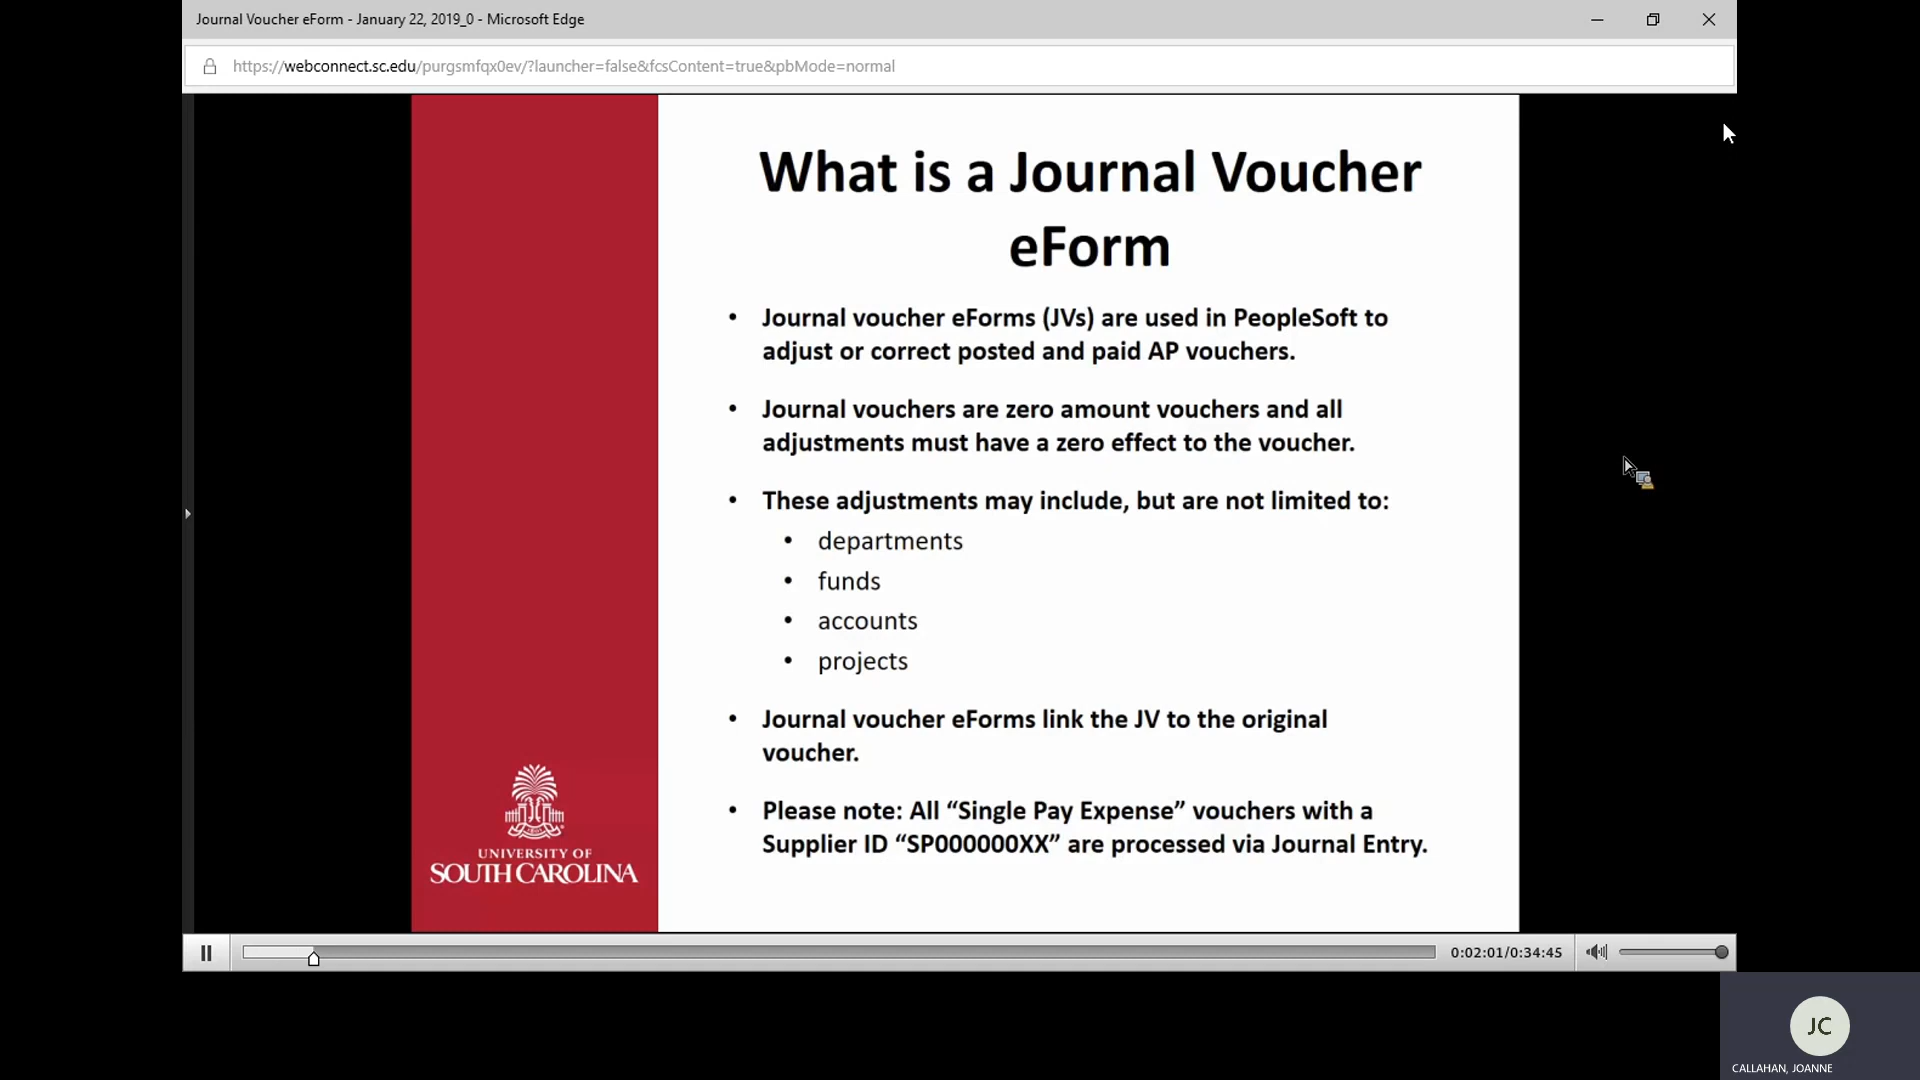 Journal Voucher eForm - January 22, 2019_0 - Microsoft Edge
https://webconnect.sc.edu/purgsmfqx0ev/?launcher=false&fcsContent=true&pbMode=normal
What is a Journal Voucher
eForm
• Journal voucher eForms (JVs) are used in PeopleSoft to
adjust or correct posted and paid AP vouchers.
• Journal vouchers are zero amount vouchers and all
adjustments must have a zero effect to the voucher.
• These adjustments may include, but are not limited to:
• departments
• funds
• accounts
• projects
• Journal voucher eForms link the JV to the original
voucher.
• Please note: All “Single Pay Expense” vouchers with a
Supplier ID “SP000000XX” are processed via Journal Entry.
UNIVERSITY OF
SOUTH CAROLINA
0:02:01/0:34:45
JC
CALLAHAN, JOANNE